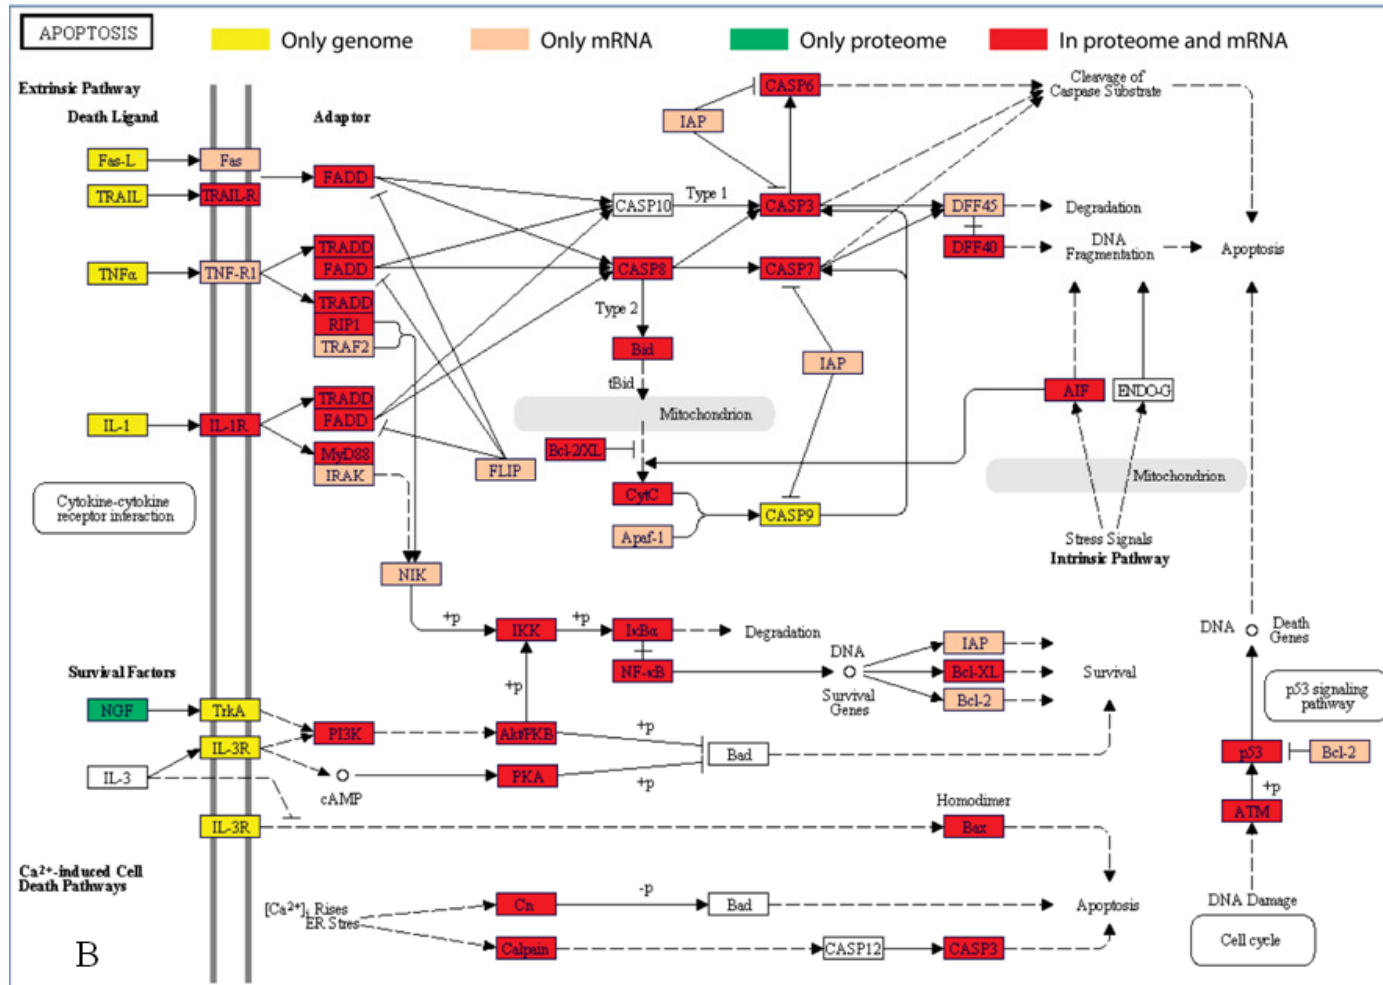 APOPTOSIS
Only genome
Only mRNA
Only proteome
In proteome and mRNA
Extrinsic Pathway
Death Ligand
Adaptor
Fas-L
Fas
TRAIL
TRAIL-R
FADD
TNFα
TNF-R1
TRADD
FADD
TRADD
RIP1
TRAF2
IL-1
IL-1R
TRADD
FADD
MyD88
IRAK
FLIP
Cytokine-cytokine
receptor interaction
NIK
IAP
CASP6
Cleavage of
Caspase Substrate
CASP10
Type 1
CASP3
DFF45
Degradation
DFF40
DNA
Fragmentation
Apoptosis
CASP8
CASP7
Type 2
Bid
tBid
Mitochondrion
IAP
AIF
ENDO-G
Bcl-2/XL
CytC
Apaf-1
CASP9
Mitochondrion
Stress Signals
Intrinsic Pathway
+p
IKK
+p
IκBα
Degradation
NF-κB
DNA
Survival
Genes
IAP
Bcl-XL
Bcl-2
Survival
DNA
Death
Genes
p53 signaling
pathway
p53
Bcl-2
+p
ATM
DNA Damage
Cell cycle
Survival Factors
NGF
TrkA
IL-3R
IL-3
PI3K
+p
Akt/PKB
+p
Bad
cAMP
PKA
+p
IL-3R
Homodimer
Bax
Ca2+-induced Cell
Death Pathways
[Ca2+]i Rises
ER Stres
Cn
-p
Bad
Apoptosis
Calpain
CASP12
CASP3
B